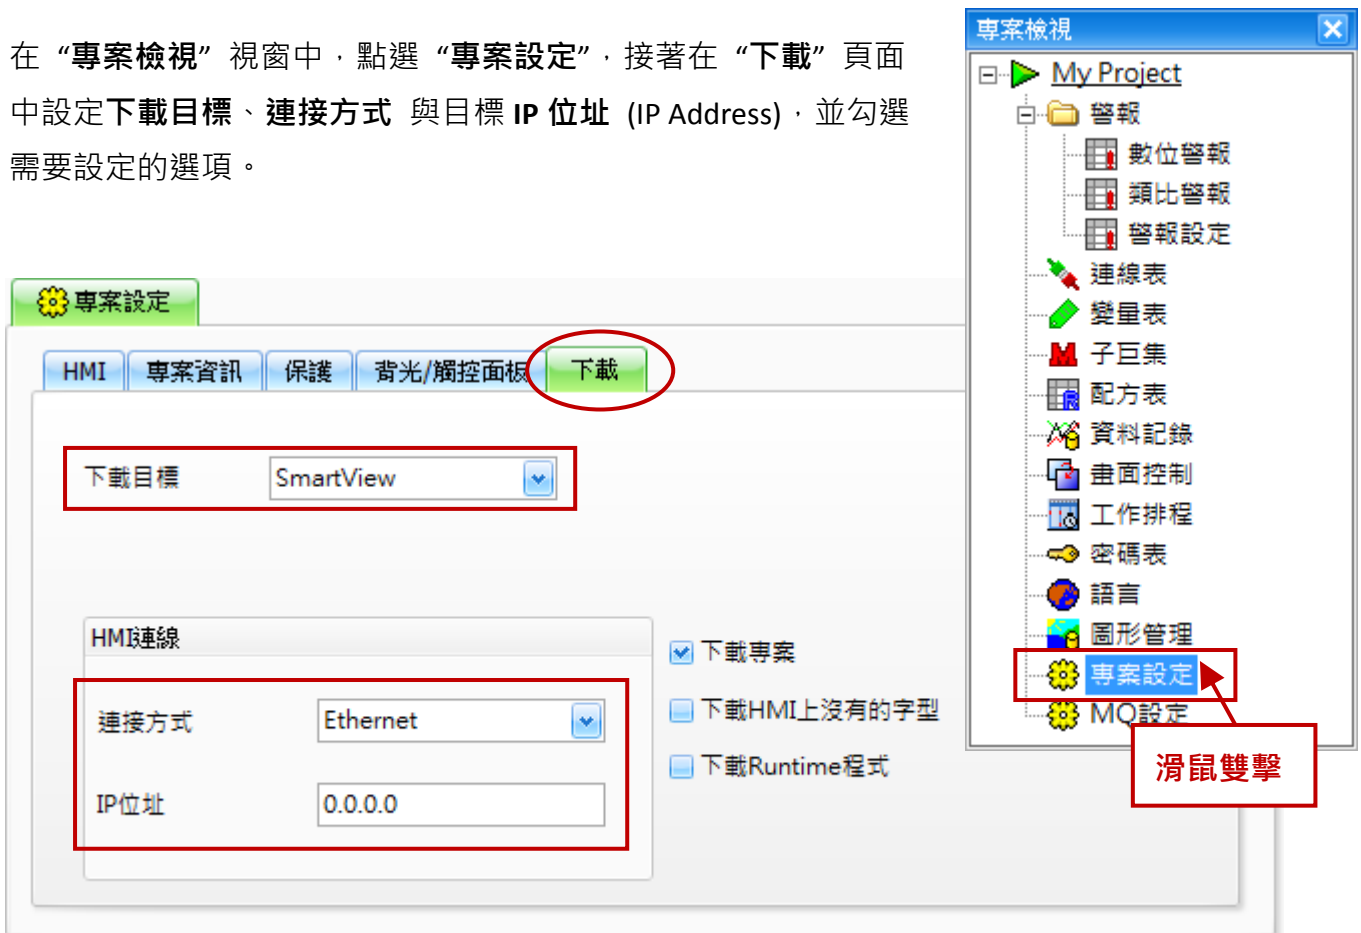 在 “專案檢視” 視窗中，點選 “專案設定”，接著在 “下載” 頁面
中設定下載目標、連接方式 與目標 IP 位址 (IP Address)，並勾選
需要設定的選項。
專案檢視
My Project
警報
數位警報
類比警報
警報設定
連線表
變量表
子巨集
配方表
資料記錄
畫面控制
工作排程
密碼表
語言
圖形管理
專案設定
MQ設定
滑鼠雙擊
專案設定
HMI 專案資訊 保護 背光/觸控面板 下載
下載目標 SmartView
HMI連線
連接方式 Ethernet
IP位址 0.0.0.0
下載專案
下載HMI上沒有的字型
下載Runtime程式